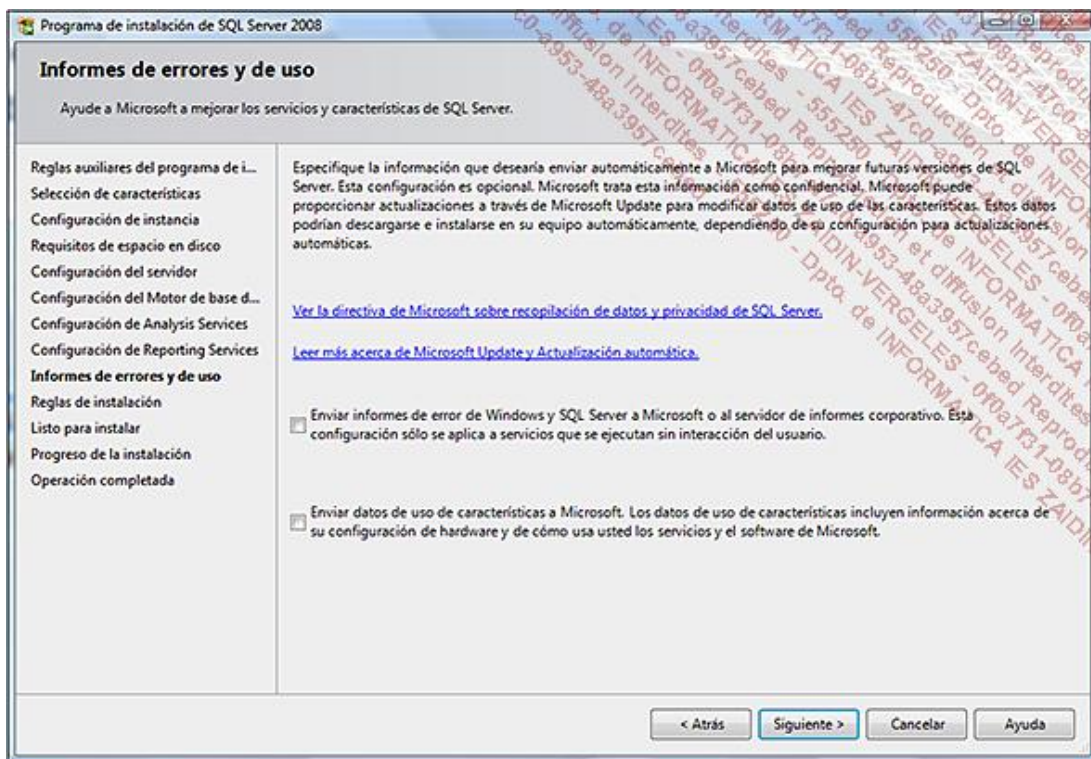 Programa de instalación de SQL Server 2008
Informes de errores y de uso
Ayude a Microsoft a mejorar los servicios y características de SQL Server.
Reglas auxiliares del programa de i...
Selección de características
Configuración de instancia
Requisitos de espacio en disco
Configuración del servidor
Configuración del Motor de base d...
Configuración de Analysis Services
Configuración de Reporting Services
Informes de errores y de uso
Reglas de instalación
Listo para instalar
Progreso de la instalación
Operación completada
Especifique la información que desearía enviar automáticamente a Microsoft para mejorar futuras versiones de SQL
Server. Esta configuración es opcional. Microsoft trata esta información como confidencial. Microsoft puede
proporcionar actualizaciones a través de Microsoft Update para modificar datos de uso de las características. Estos datos
podrían descargarse e instalarse en su equipo automáticamente, dependiendo de su configuración para actualizaciones
automáticas.
Ver la directiva de Microsoft sobre recopilación de datos y privacidad de SQL Server.
Leer más acerca de Microsoft Update y Actualización automática.
Enviar informes de error de Windows y SQL Server a Microsoft o al servidor de informes corporativo. Esta
configuración sólo se aplica a servicios que se ejecutan sin interacción del usuario.
Enviar datos de uso de características a Microsoft. Los datos de uso de características incluyen información acerca de
su configuración de hardware y de cómo usa usted los servicios y el software de Microsoft.
< Atrás
Siguiente >
Cancelar
Ayuda